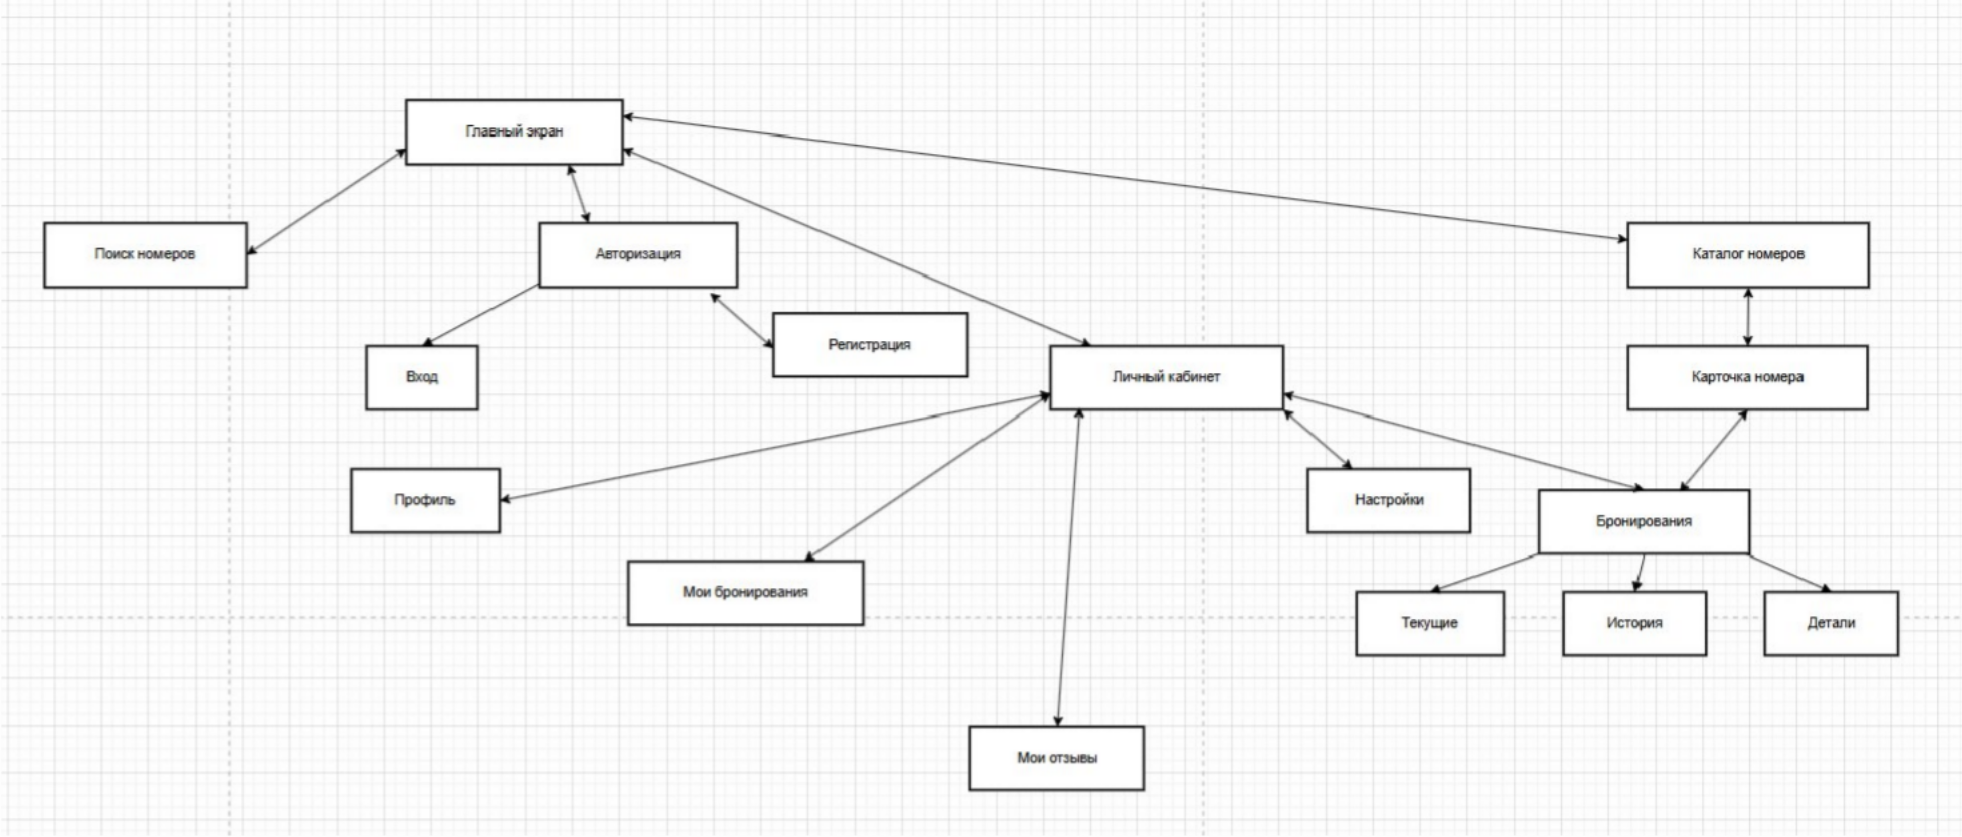 Главный экран
Поиск номеров
Авторизация
Каталог номеров
Регистрация
Вход
Личный кабинет
Карточка номера
Профиль
Настройки
Бронирования
Мои бронирования
Текущие
История
Детали
Мои отзывы